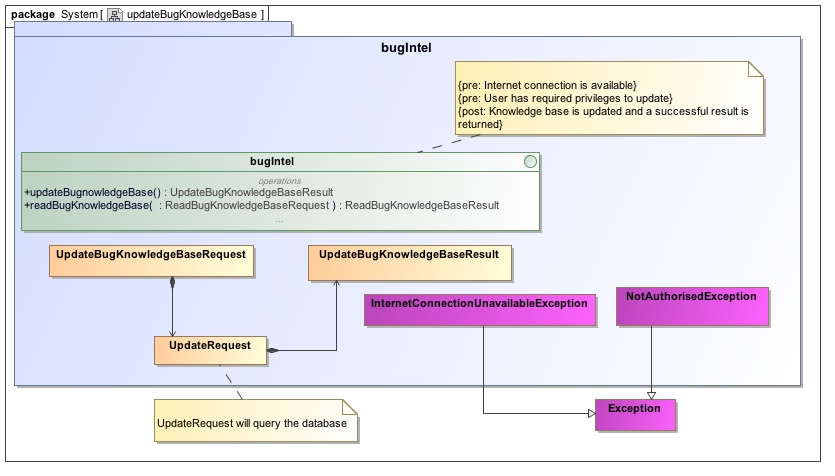 package System[ updateBugKnowledgeBase ]
bugIntel
{pre: Internet connection is available}
{pre: User has required privileges to update}
{post: Knowledge base is updated and a successful result is
returned}
bugIntel
operations
+updateBugnowledgeBase() : UpdateBugKnowledgeBaseResult
+readBugKnowledgeBase( : ReadBugKnowledgeBaseRequest ) : ReadBugKnowledgeBaseResult
...
UpdateBugKnowledgeBaseRequest
UpdateBugKnowledgeBaseResult
InternetConnectionUnavailableException
NotAuthorisedException
UpdateRequest
Exception
UpdateRequest will query the database